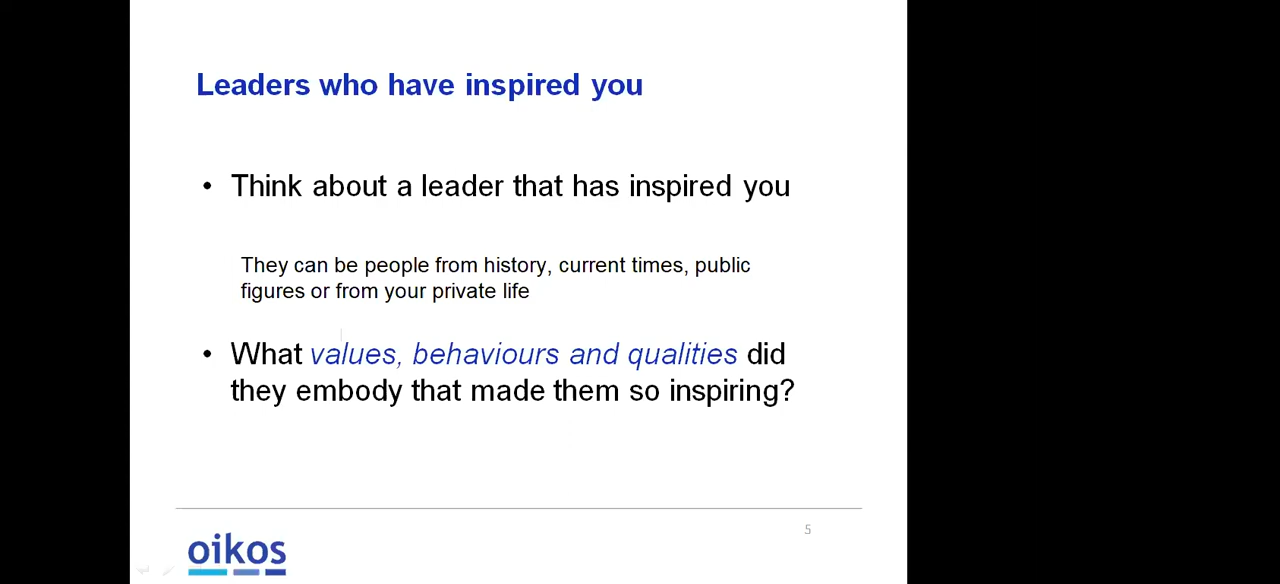 Leaders who have inspired you
• Think about a leader that has inspired you
They can be people from history, current times, public
figures or from your private life
• What values, behaviours and qualities did
they embody that made them so inspiring?
5
oikos